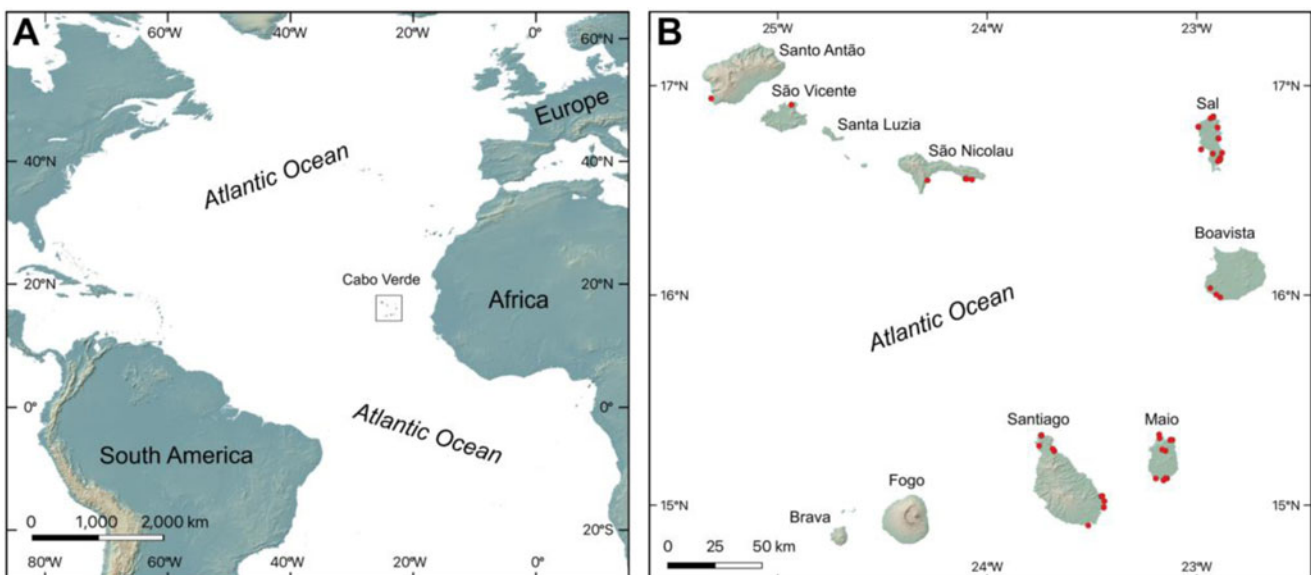 A
60°W
40°W
20°W
0°
60°N
Europe
40°N
40°N
Atlantic Ocean
Cabo Verde
20°N
20°N
Africa
0°
0°
Atlantic Ocean
South America
0 1,000 2,000 km
20°S
80°W
60°W
40°W
20°W
0°
B
25°W
24°W
23°W
Santo Antão
17°N
17°N
São Vicente
Sal
Santa Luzia
São Nicolau
Boavista
16°N
16°N
Atlantic Ocean
Santiago
Maio
Fogo
15°N
15°N
Brava
0 25 50 km
24°W
23°W